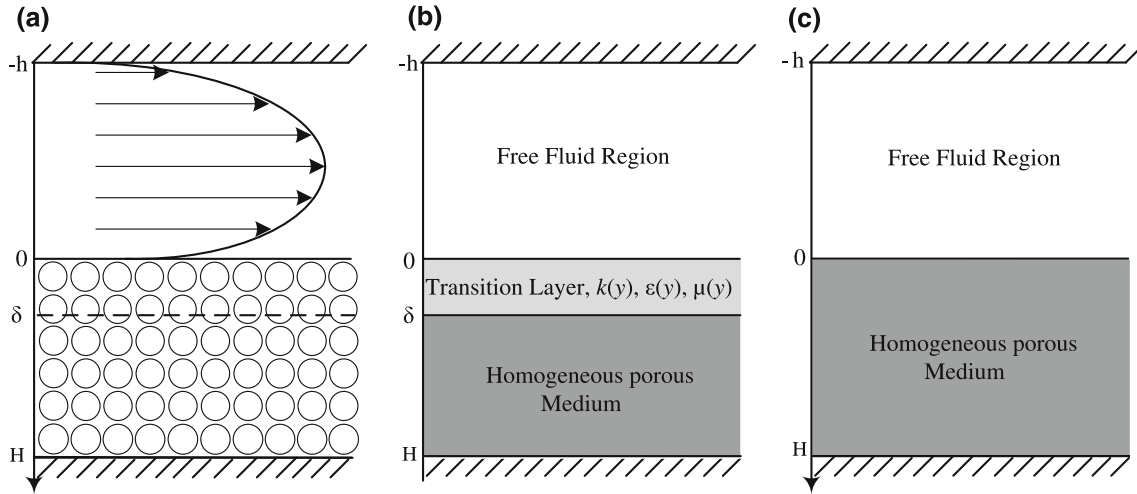 (a)
-h
0
δ
H
(b)
-h
Free Fluid Region
0
Transition Layer, k(y), ε(y), μ(y)
δ
Homogeneous porous
Medium
H
(c)
-h
Free Fluid Region
0
Homogeneous porous
Medium
H